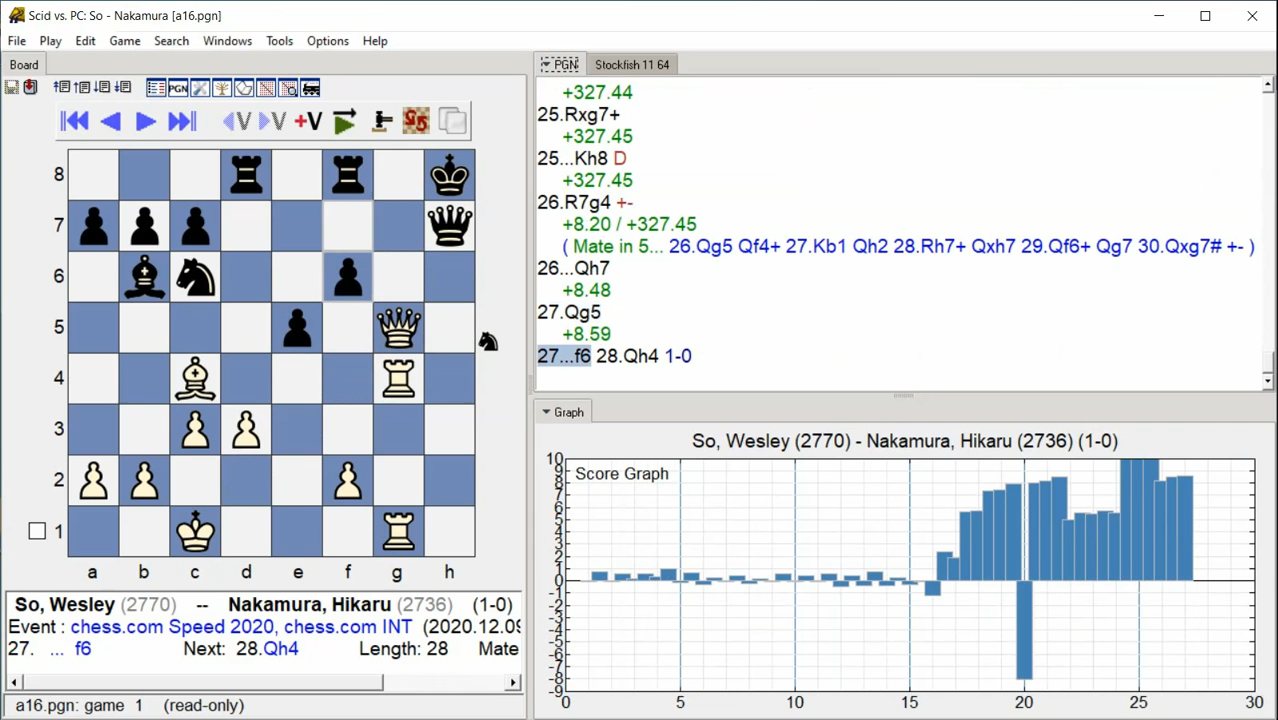 Scid vs. PC: So - Nakamura [a16.pgn]
File Play Edit Game Search Windows Tools Options Help
Board
PGN
V V +V
8
7
6
5
4
3
2
1
a b c d e f g h
So, Wesley (2770) -- Nakamura, Hikaru (2736) (1-0)
Event : chess.com Speed 2020, chess.com INT (2020.12.09
27. ... f6 Next: 28.Qh4 Length: 28 Mate
a16.pgn: game 1 (read-only)
PGN Stockfish 11 64
+327.44
25.Rxg7+
+327.45
25...Kh8 D
+327.45
26.R7g4 +-
+8.20 / +327.45
( Mate in 5... 26.Qg5 Qf4+ 27.Kb1 Qh2 28.Rh7+ Qxh7 29.Qf6+ Qg7 30.Qxg7# +- )
26...Qh7
+8.48
27.Qg5
+8.59
27...f6 28.Qh4 1-0
Graph
So, Wesley (2770) - Nakamura, Hikaru (2736) (1-0)
Score Graph
10
9
8
7
6
5
4
3
2
1
0
-1
-2
-3
-4
-5
-6
-7
-8
-9
0 5 10 15 20 25 30